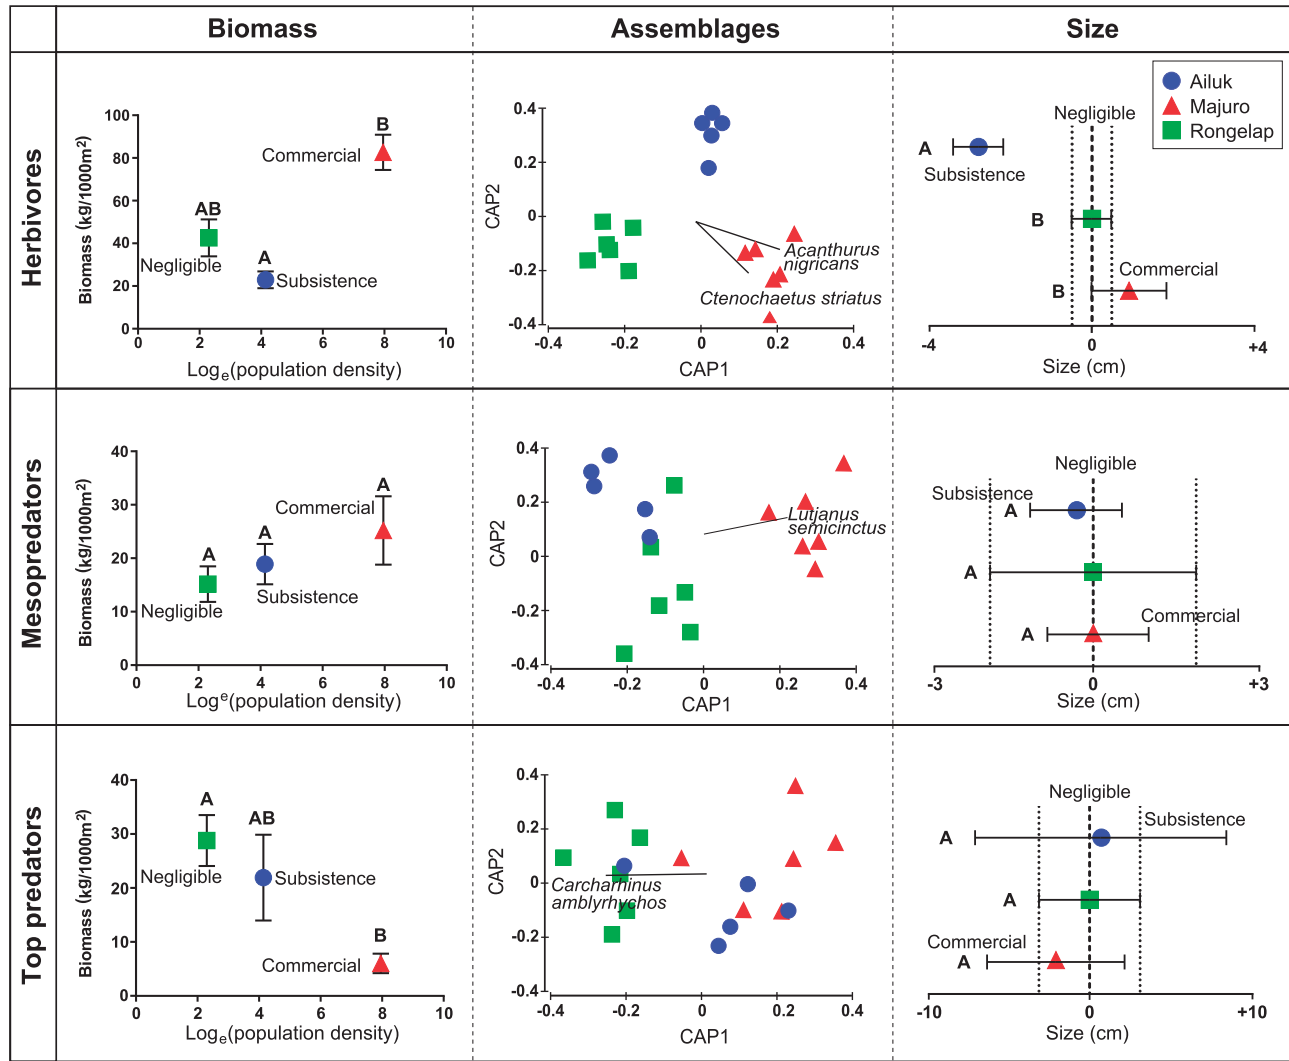 Biomass
Assemblages
Size
Ailuk
Majuro
Rongelap
Herbivores
Biomass (kg/1000m²)
100
80
60
40
20
0
0 2 4 6 8 10
Logₑ(population density)
AB
Negligible
A
Subsistence
B
Commercial
CAP2
0.4
0.2
0
-0.2
-0.4
-0.4 -0.2 0 0.2 0.4
CAP1
Acanthurus
nigricans
Ctenochaetus striatus
Negligible
A
Subsistence
B
Commercial
B
-4 0 +4
Size (cm)
Mesopredators
Biomass (kg/1000m²)
40
30
20
10
0
0 2 4 6 8 10
Logᵉ(population density)
A
Negligible
A
Subsistence
A
Commercial
CAP2
0.4
0.2
0
-0.2
-0.4
-0.4 -0.2 0 0.2 0.4
CAP1
Lutjanus
semicinctus
Negligible
Subsistence
A
A
Commercial
A
-3 0 +3
Size (cm)
Top predators
Biomass (kg/1000m²)
40
30
20
10
0
0 2 4 6 8 10
Logₑ(population density)
A
Negligible
AB
Subsistence
B
Commercial
CAP2
0.4
0.2
0
-0.2
-0.4
-0.4 -0.2 0 0.2 0.4
CAP1
Carcharhinus
amblyrhychos
Negligible
Subsistence
A
A
Commercial
A
-10 0 +10
Size (cm)